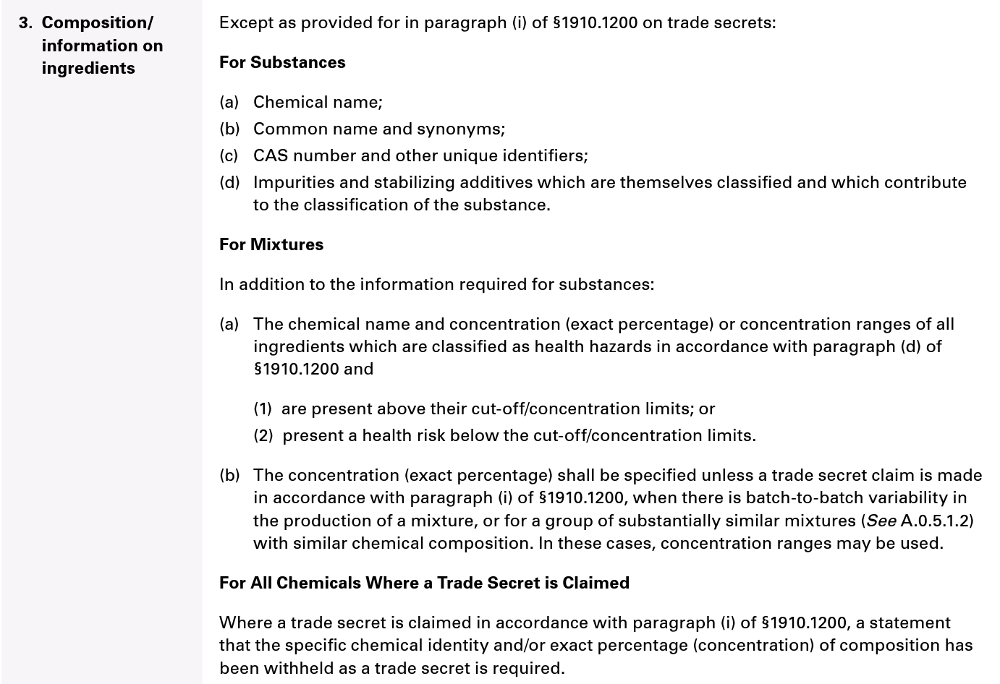 3. Composition/
information on
ingredients
Except as provided for in paragraph (i) of §1910.1200 on trade secrets:
For Substances
(a) Chemical name;
(b) Common name and synonyms;
(c) CAS number and other unique identifiers;
(d) Impurities and stabilizing additives which are themselves classified and which contribute
to the classification of the substance.
For Mixtures
In addition to the information required for substances:
(a) The chemical name and concentration (exact percentage) or concentration ranges of all
ingredients which are classified as health hazards in accordance with paragraph (d) of
§1910.1200 and
(1) are present above their cut-off/concentration limits; or
(2) present a health risk below the cut-off/concentration limits.
(b) The concentration (exact percentage) shall be specified unless a trade secret claim is made
in accordance with paragraph (i) of §1910.1200, when there is batch-to-batch variability in
the production of a mixture, or for a group of substantially similar mixtures (See A.0.5.1.2)
with similar chemical composition. In these cases, concentration ranges may be used.
For All Chemicals Where a Trade Secret is Claimed
Where a trade secret is claimed in accordance with paragraph (i) of §1910.1200, a statement
that the specific chemical identity and/or exact percentage (concentration) of composition has
been withheld as a trade secret is required.